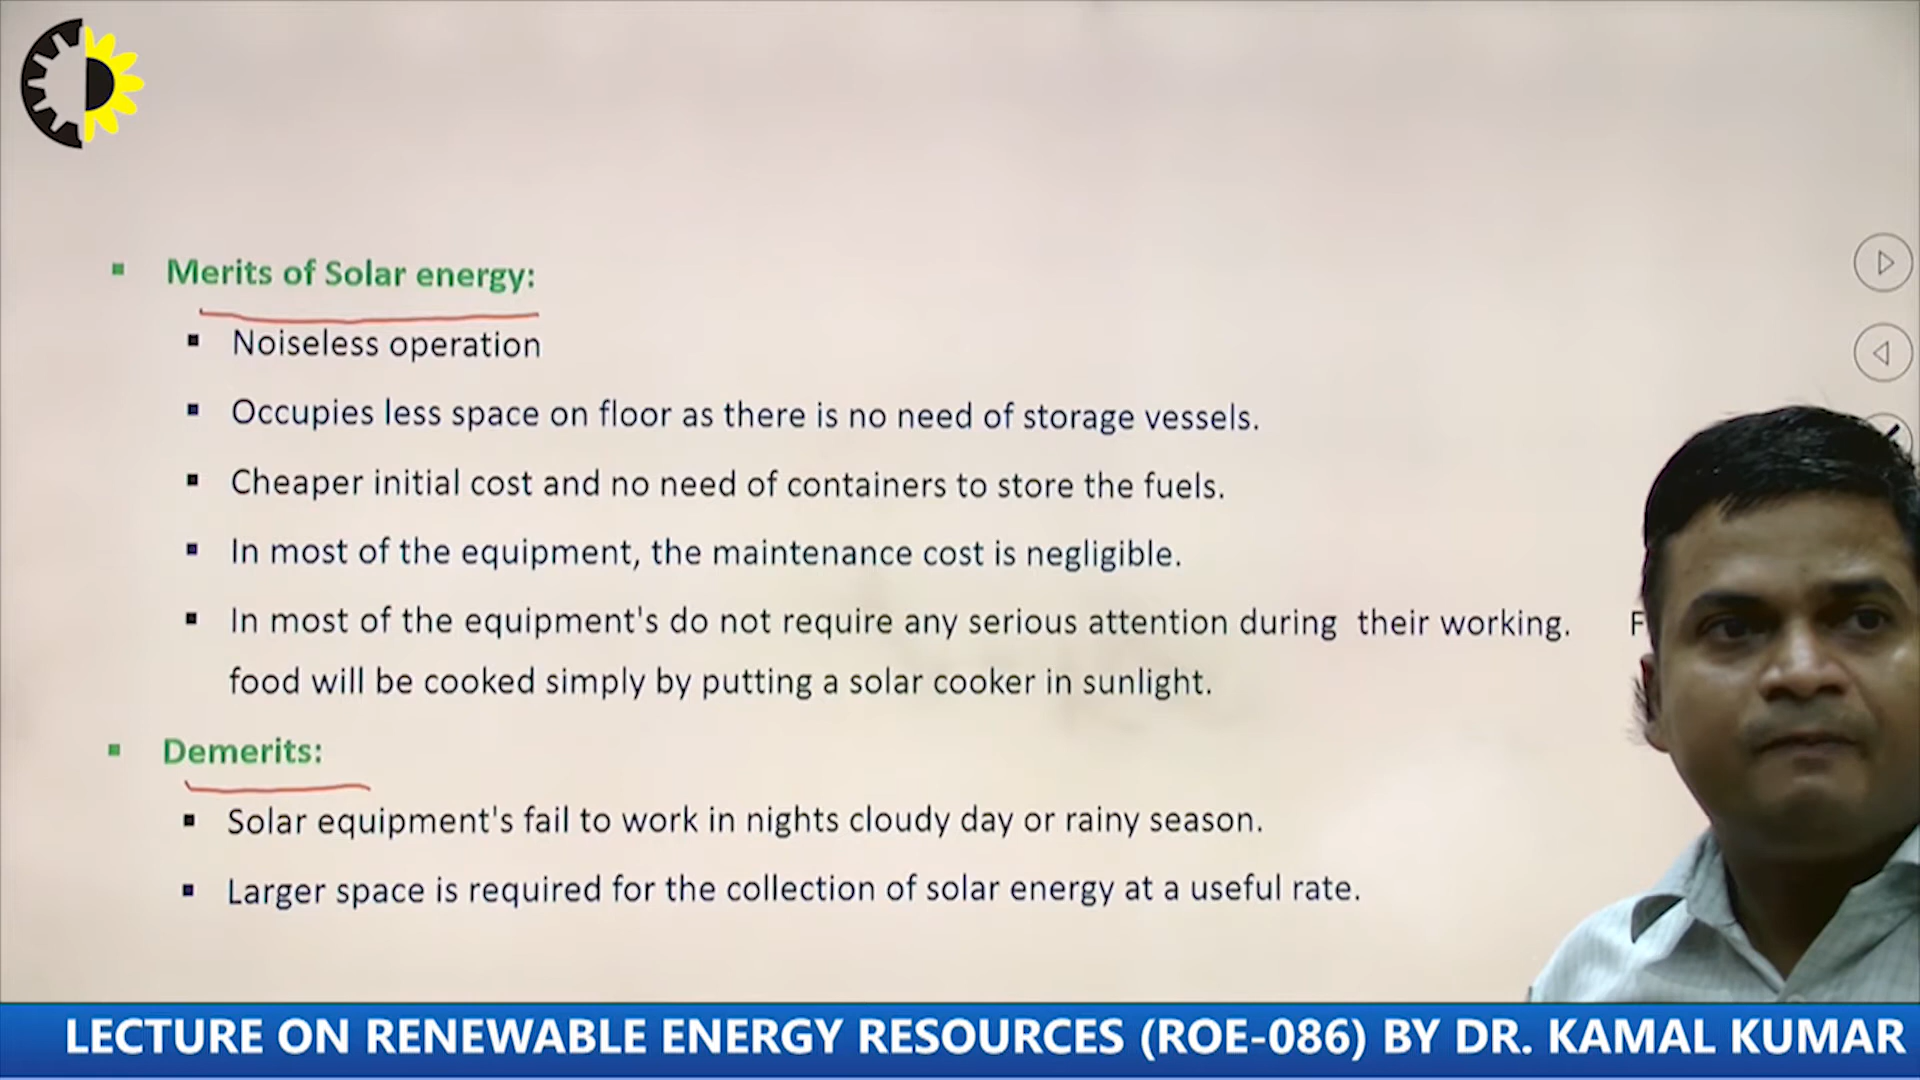 Merits of Solar energy:
Noiseless operation
Occupies less space on floor as there is no need of storage vessels.
Cheaper initial cost and no need of containers to store the fuels.
In most of the equipment, the maintenance cost is negligible.
In most of the equipment's do not require any serious attention during their working.
food will be cooked simply by putting a solar cooker in sunlight.
Demerits:
Solar equipment's fail to work in nights cloudy day or rainy season.
Larger space is required for the collection of solar energy at a useful rate.
LECTURE ON RENEWABLE ENERGY RESOURCES (ROE-086) BY DR. KAMAL KUMAR